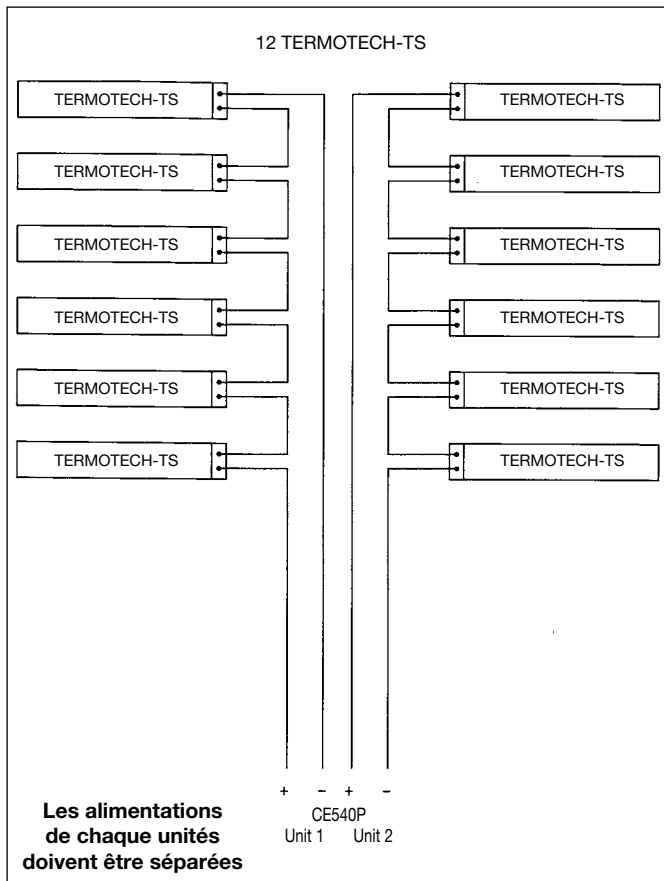 12 TERMOTECH-TS
TERMOTECH-TS
TERMOTECH-TS
TERMOTECH-TS
TERMOTECH-TS
TERMOTECH-TS
TERMOTECH-TS
TERMOTECH-TS
TERMOTECH-TS
TERMOTECH-TS
TERMOTECH-TS
TERMOTECH-TS
TERMOTECH-TS
+ – + –
CE540P
Unit 1 Unit 2
Les alimentations
de chaque unités
doivent être séparées